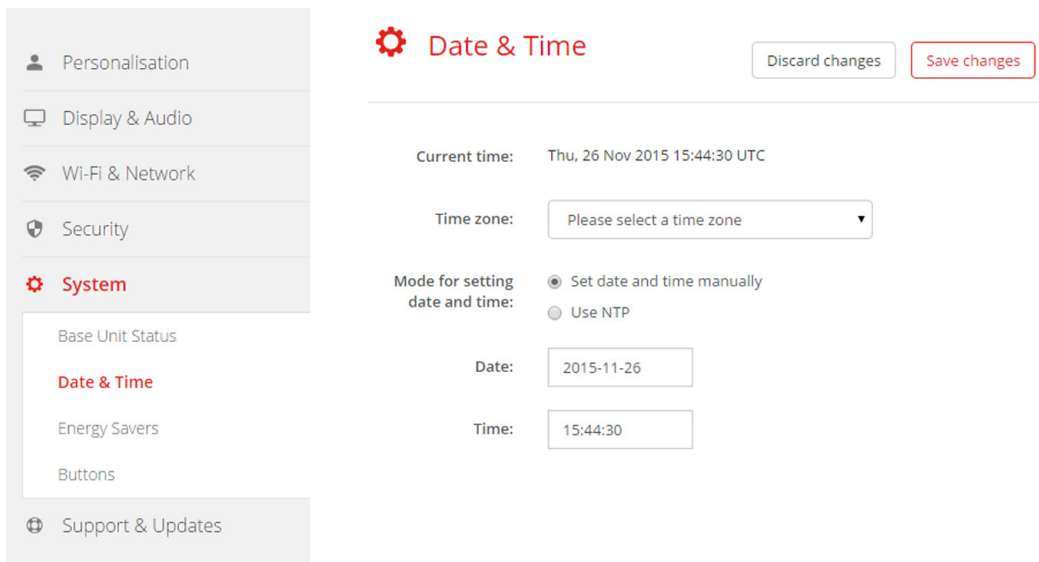 Personalisation
Display & Audio
Wi-Fi & Network
Security
System
Base Unit Status
Date & Time
Energy Savers
Buttons
Support & Updates
Date & Time
Discard changes
Save changes
Current time: Thu, 26 Nov 2015 15:44:30 UTC
Time zone: Please select a time zone
Mode for setting
date and time:
Set date and time manually
Use NTP
Date: 2015-11-26
Time: 15:44:30